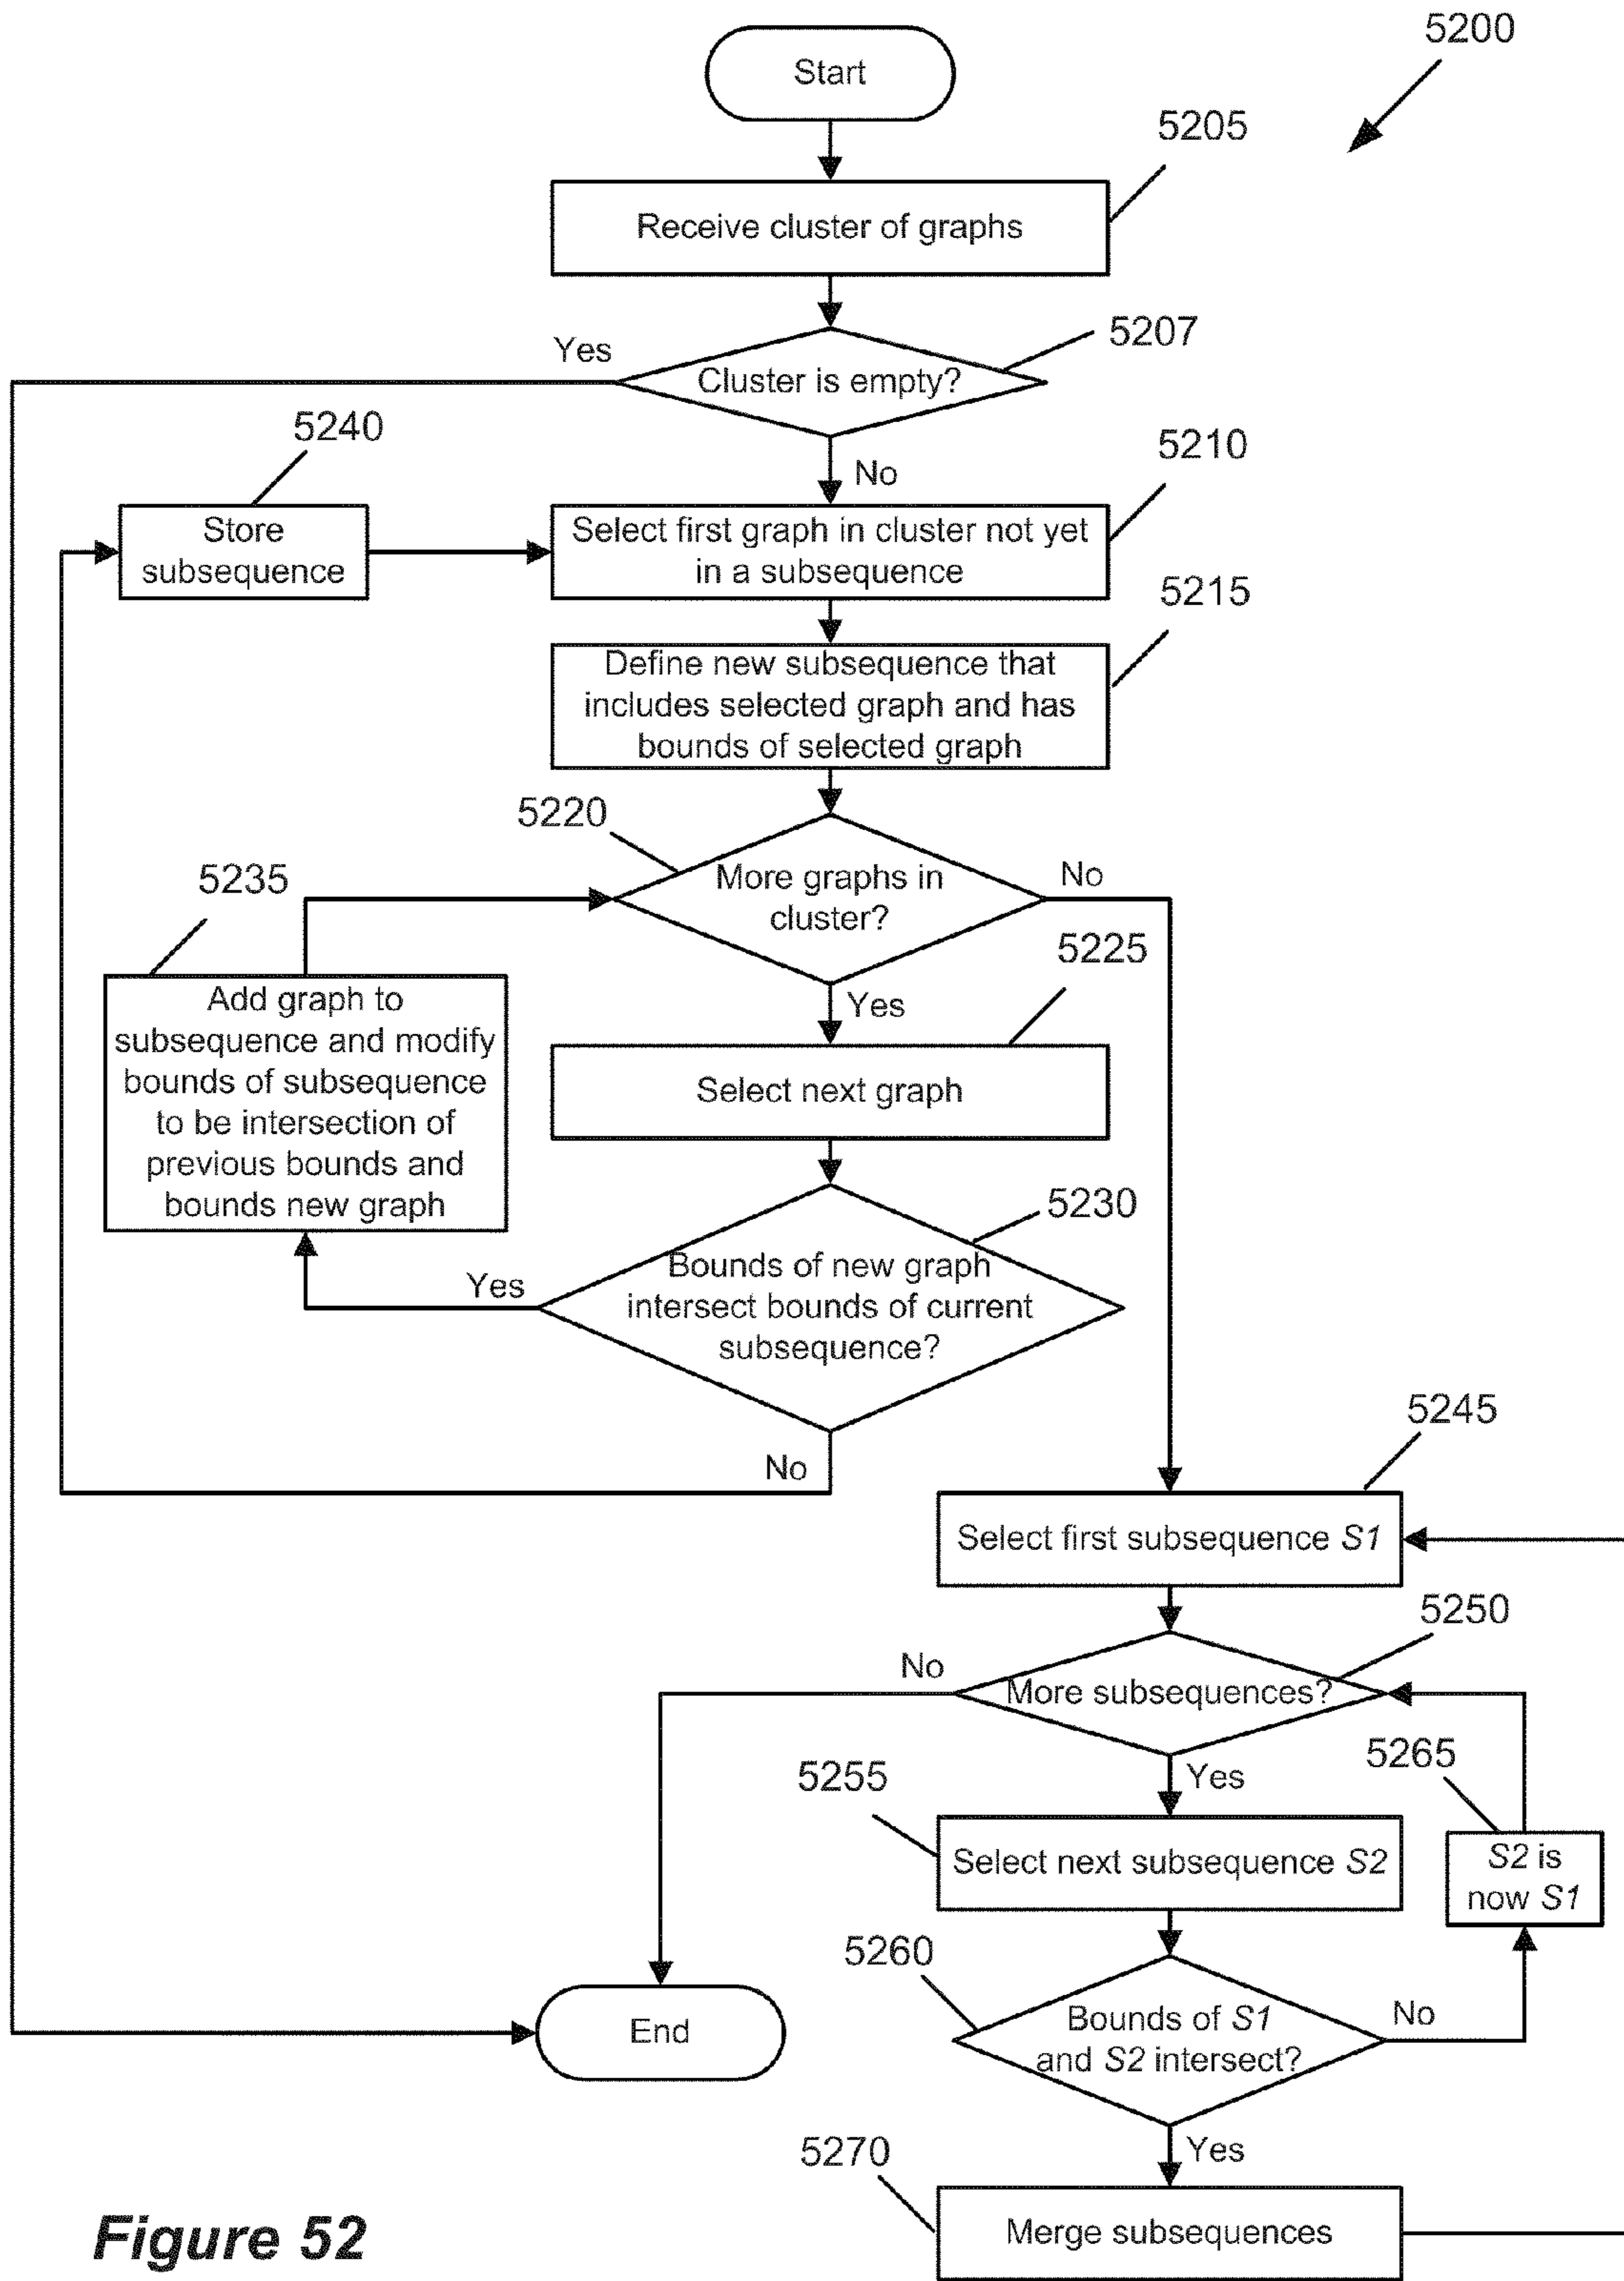 5200
Start
5205
Receive cluster of graphs
5207
Yes
Cluster is empty?
5240
5210
No
Store
subsequence
Select first graph in cluster not yet
in a subsequence
5215
Define new subsequence that
includes selected graph and has
bounds of selected graph
5220
5235
More graphs in
cluster?
No
5225
Add graph to
subsequence and modify
bounds of subsequence
to be intersection of
previous bounds and
bounds new graph
Yes
Select next graph
5230
Bounds of new graph
intersect bounds of current
subsequence?
Yes
No
5245
Select first subsequence S1
5250
No
More subsequences?
5255
Yes
5265
Select next subsequence S2
S2 is
now S1
5260
Bounds of S1
and S2 intersect?
No
End
5270
Yes
Merge subsequences
Figure 52